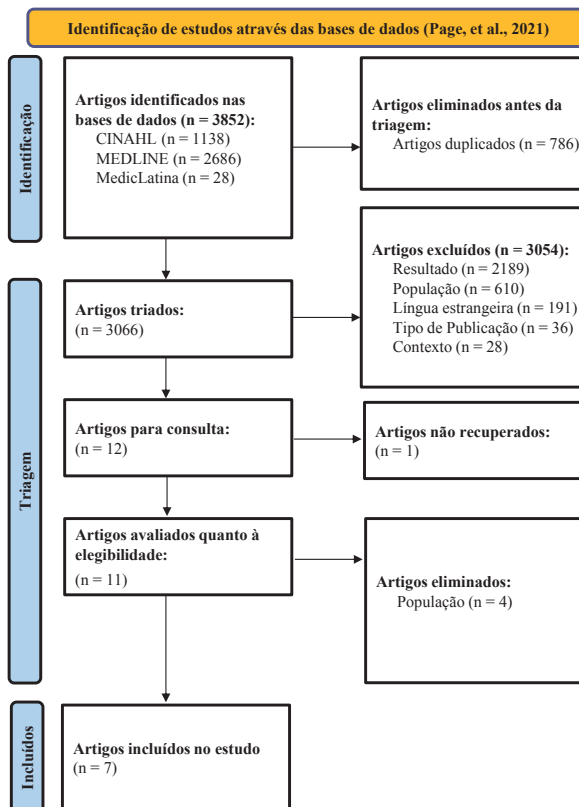 Identificação de estudos através das bases de dados (Page, et al., 2021)
Identificação
Artigos identificados nas
bases de dados (n = 3852):
CINAHL (n = 1138)
MEDLINE (n = 2686)
MedicLatina (n = 28)
Artigos eliminados antes da
triagem:
Artigos duplicados (n = 786)
Triagem
Artigos triados:
(n = 3066)
Artigos excluídos (n = 3054):
Resultado (n = 2189)
População (n = 610)
Língua estrangeira (n = 191)
Tipo de Publicação (n = 36)
Contexto (n = 28)
Artigos para consulta:
(n = 12)
Artigos não recuperados:
(n = 1)
Artigos avaliados quanto à
elegibilidade:
(n = 11)
Artigos eliminados:
População (n = 4)
Incluídos
Artigos incluídos no estudo
(n = 7)